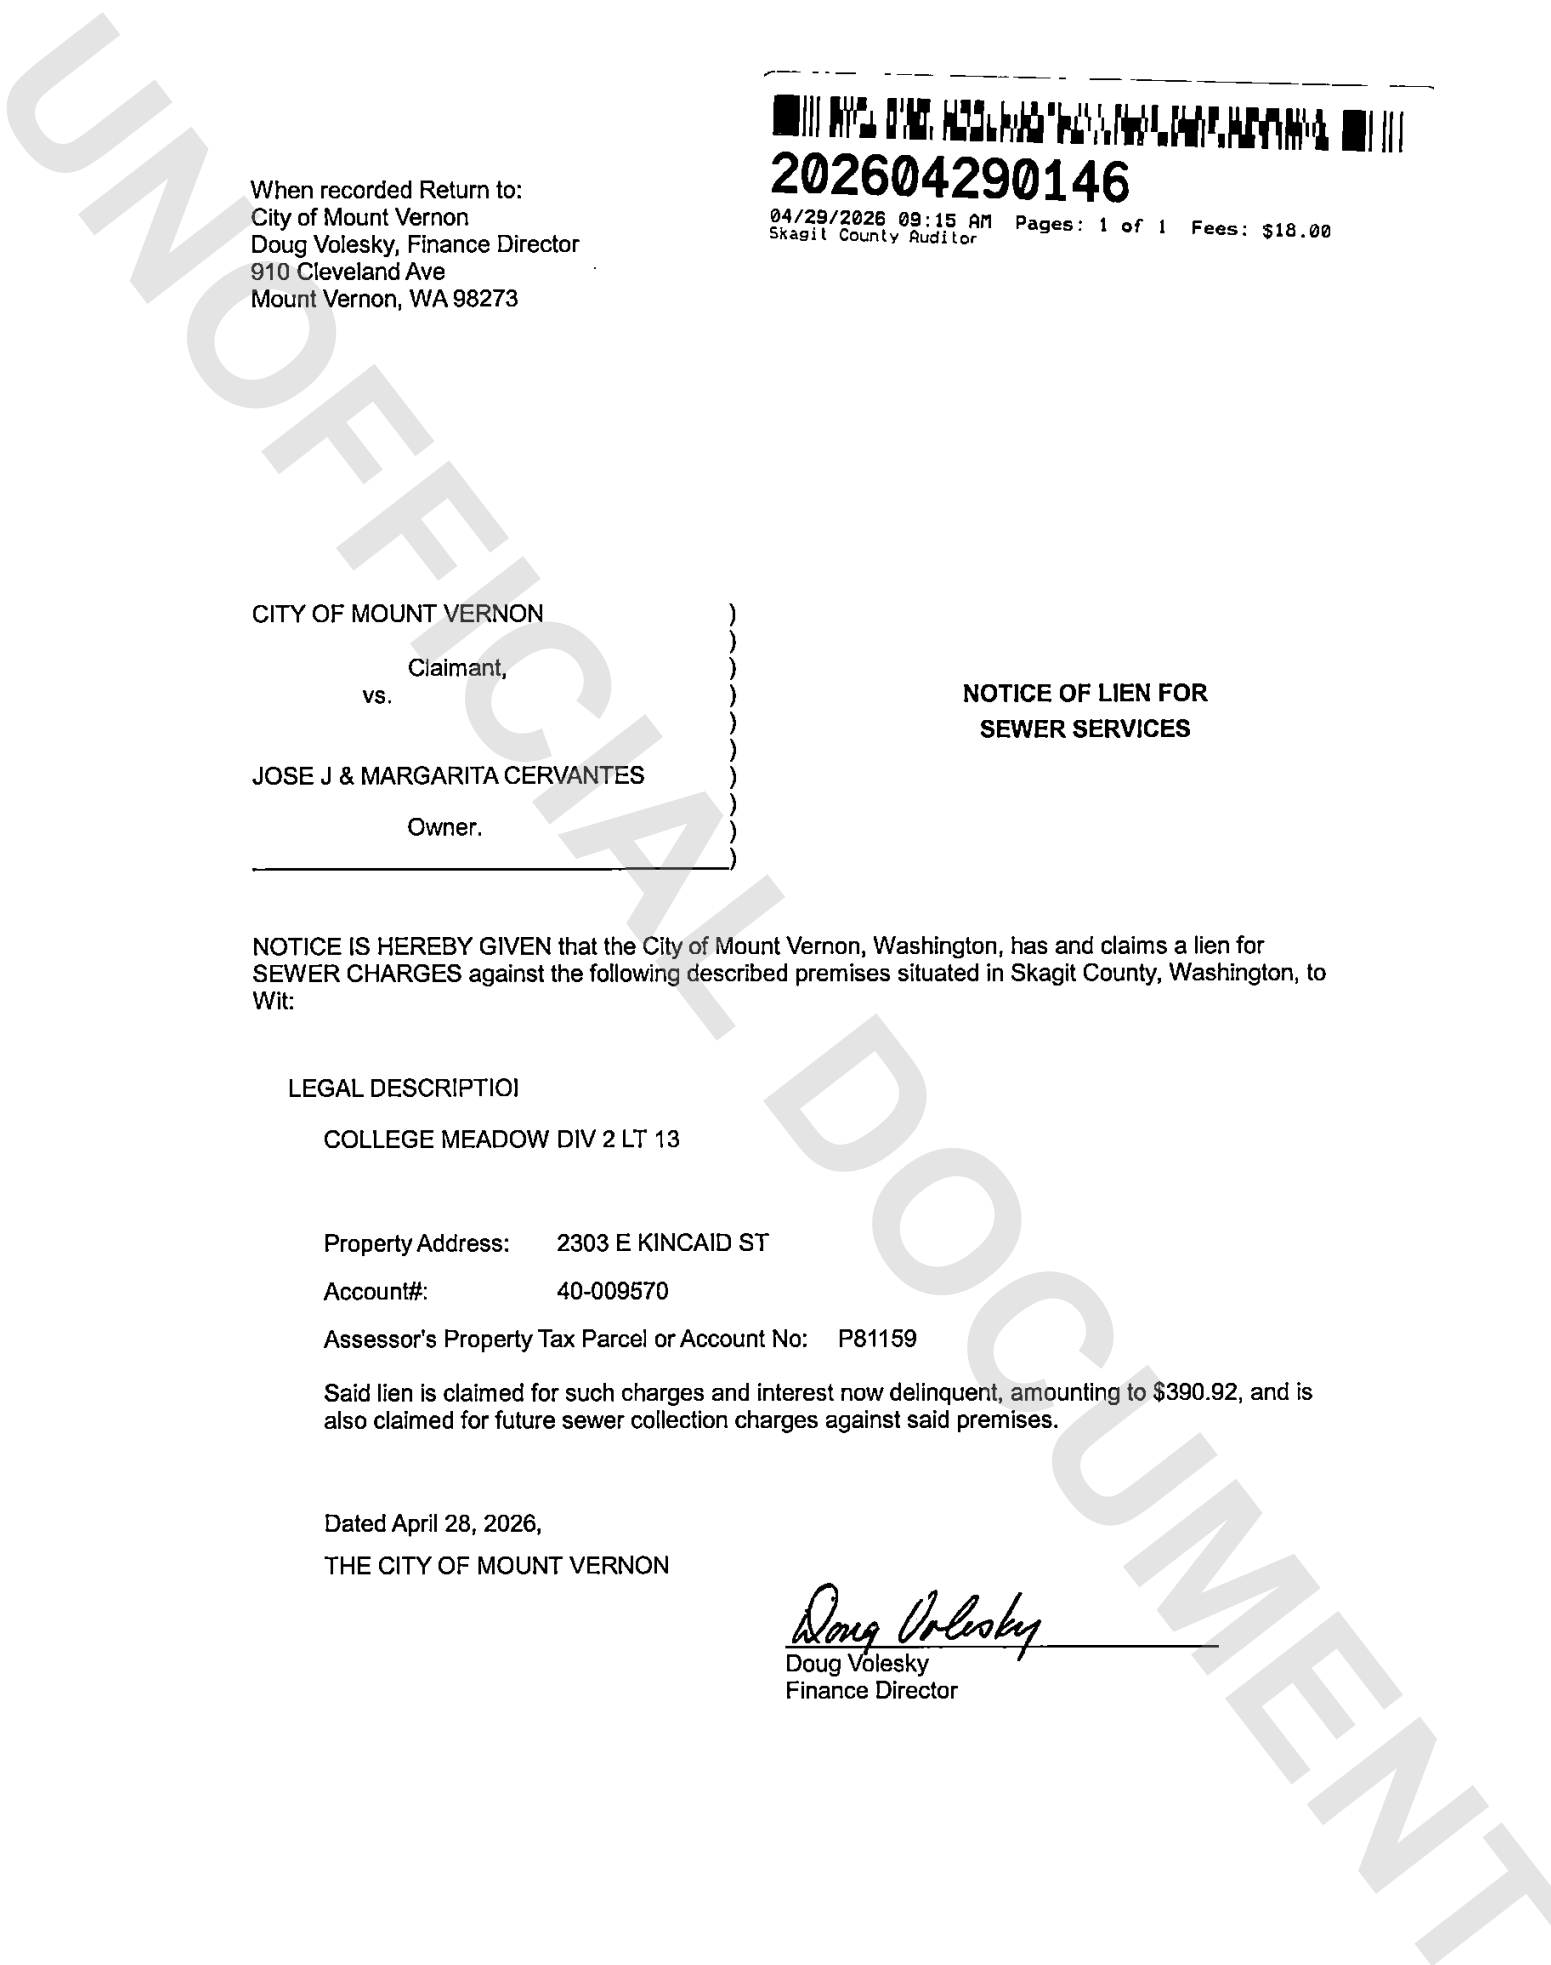 202604290146
04/29/2026 09:15 AM Pages: 1 of 1 Fees: $18.00
Skagit County Auditor
When recorded Return to:
City of Mount Vernon
Doug Volesky, Finance Director
910 Cleveland Ave
Mount Vernon, WA 98273
CITY OF MOUNT VERNON )
)
Claimant, )
vs. )
)
)
JOSE J & MARGARITA CERVANTES )
)
Owner. )
)
NOTICE OF LIEN FOR
SEWER SERVICES
NOTICE IS HEREBY GIVEN that the City of Mount Vernon, Washington, has and claims a lien for
SEWER CHARGES against the following described premises situated in Skagit County, Washington, to
Wit:
LEGAL DESCRIPTIOI
COLLEGE MEADOW DIV 2 LT 13
Property Address: 2303 E KINCAID ST
Account#: 40-009570
Assessor's Property Tax Parcel or Account No: P81159
Said lien is claimed for such charges and interest now delinquent, amounting to $390.92, and is
also claimed for future sewer collection charges against said premises.
Dated April 28, 2026,
THE CITY OF MOUNT VERNON
Doug Volesky
Doug Volesky
Finance Director
UNOFFICIAL DOCUMENT